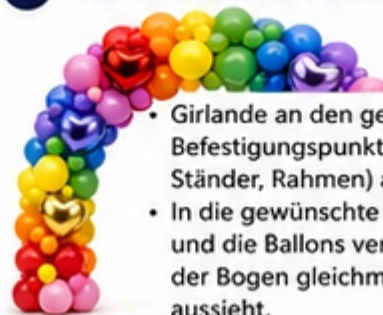 • Girlande an den ge
Befestigungspunkt
Ständer, Rahmen) a
• In die gewünschte
und die Ballons ver
der Bogen gleichm
aussieht.